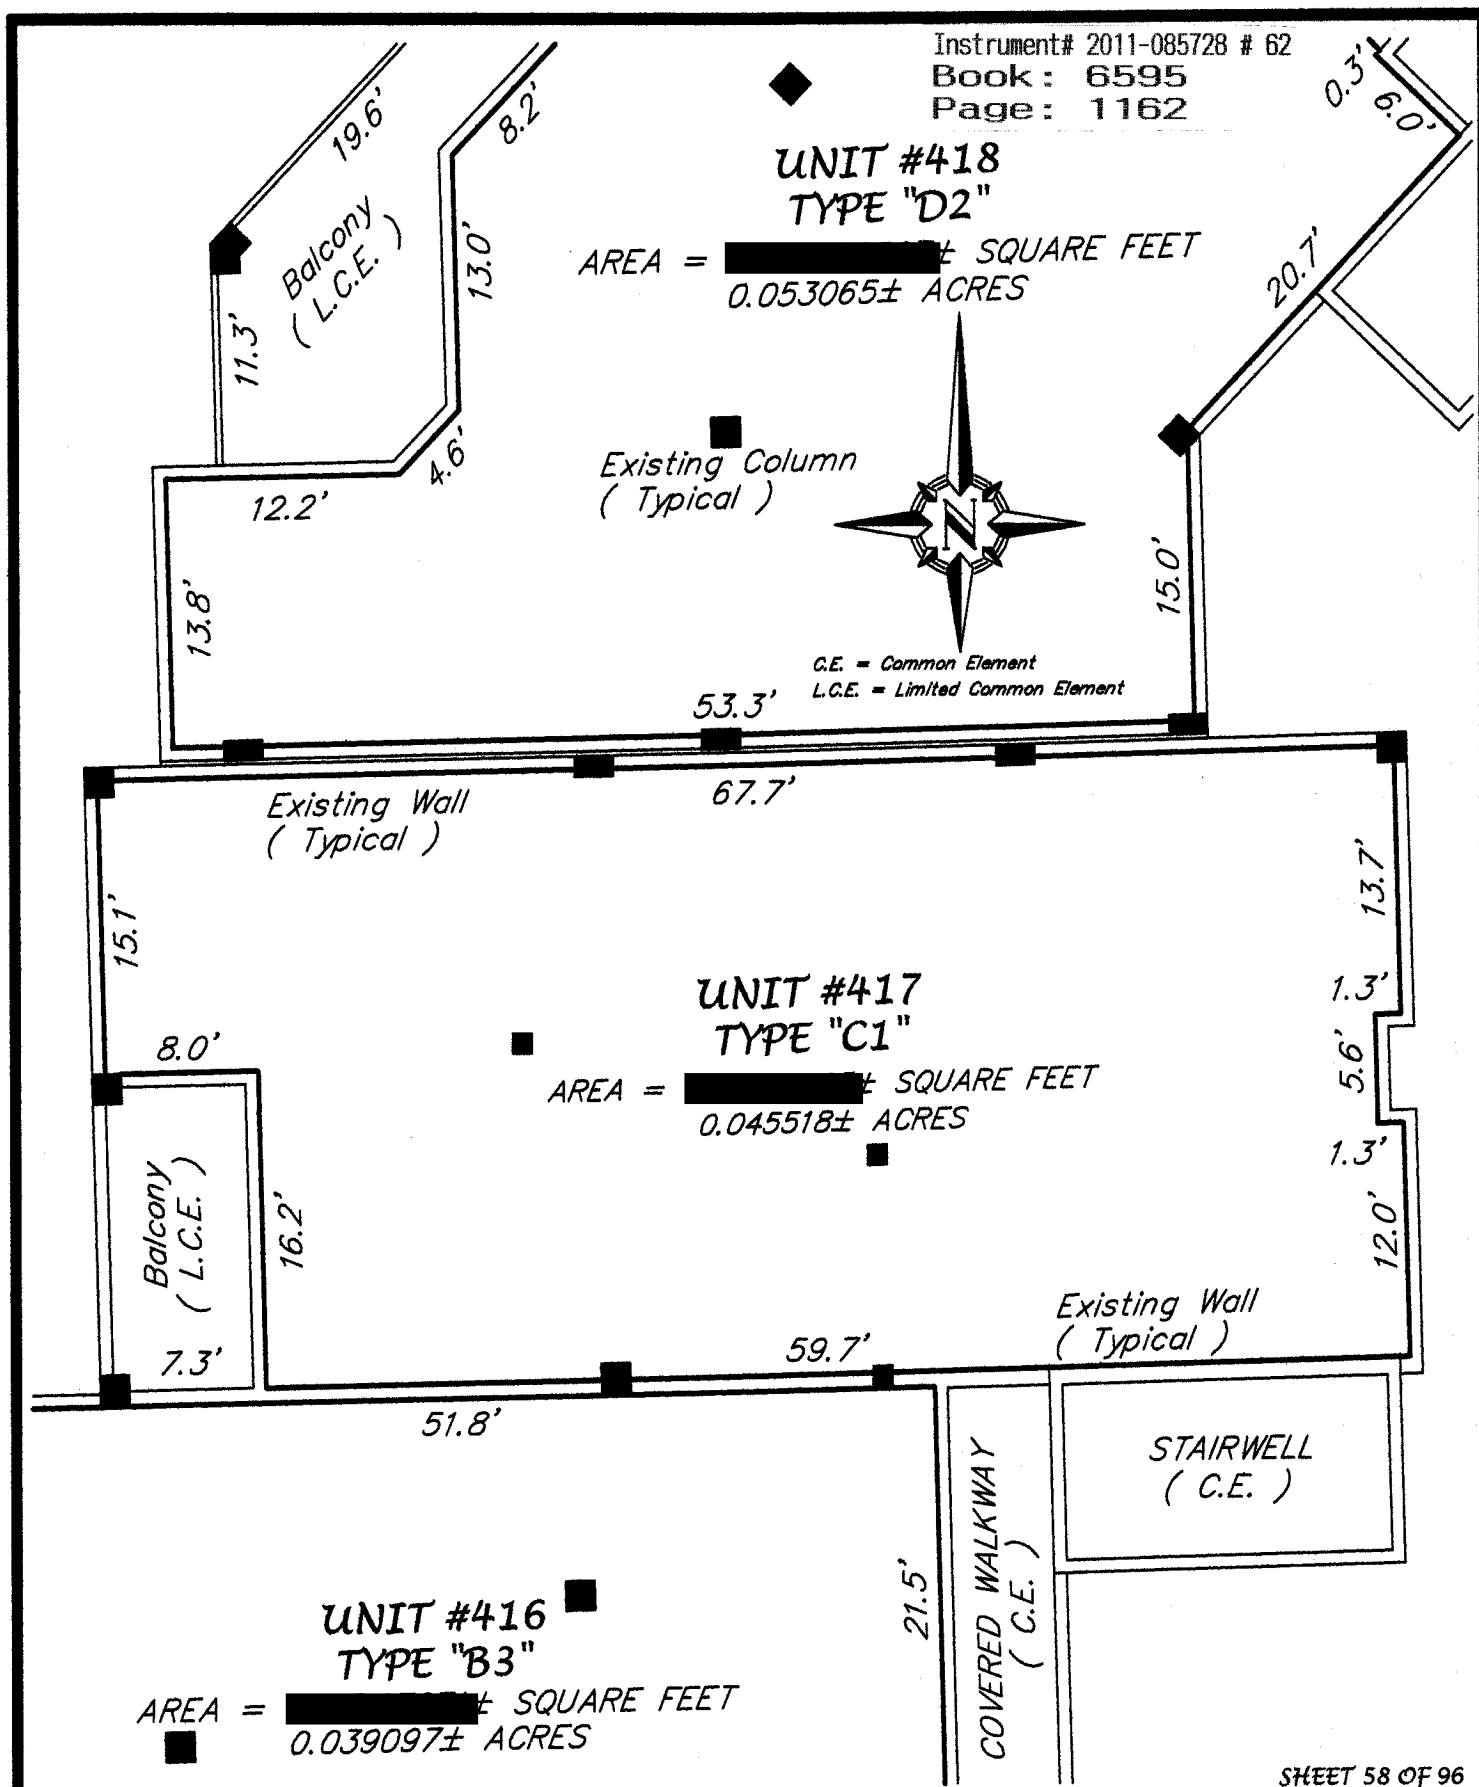 Instrument# 2011-085728 # 62
Book: 6595
Page: 1162
19.6'
8.2'
0.3'
6.0'
UNIT #418
TYPE "D2"
AREA = ± SQUARE FEET
0.053065± ACRES
Balcony
( L.C.E. )
13.0'
20.7'
11.3'
4.6'
12.2'
Existing Column
( Typical )
N
13.8'
15.0'
C.E. = Common Element
L.C.E. = Limited Common Element
53.3'
67.7'
Existing Wall
( Typical )
15.1'
13.7'
UNIT #417
TYPE "C1"
AREA = ± SQUARE FEET
0.045518± ACRES
1.3'
8.0'
5.6'
1.3'
Balcony
( L.C.E. )
16.2'
12.0'
Existing Wall
( Typical )
7.3'
59.7'
51.8'
STAIRWELL
( C.E. )
COVERED WALKWAY
( C.E. )
21.5'
UNIT #416
TYPE "B3"
AREA = ± SQUARE FEET
0.039097± ACRES
SHEET 58 OF 96